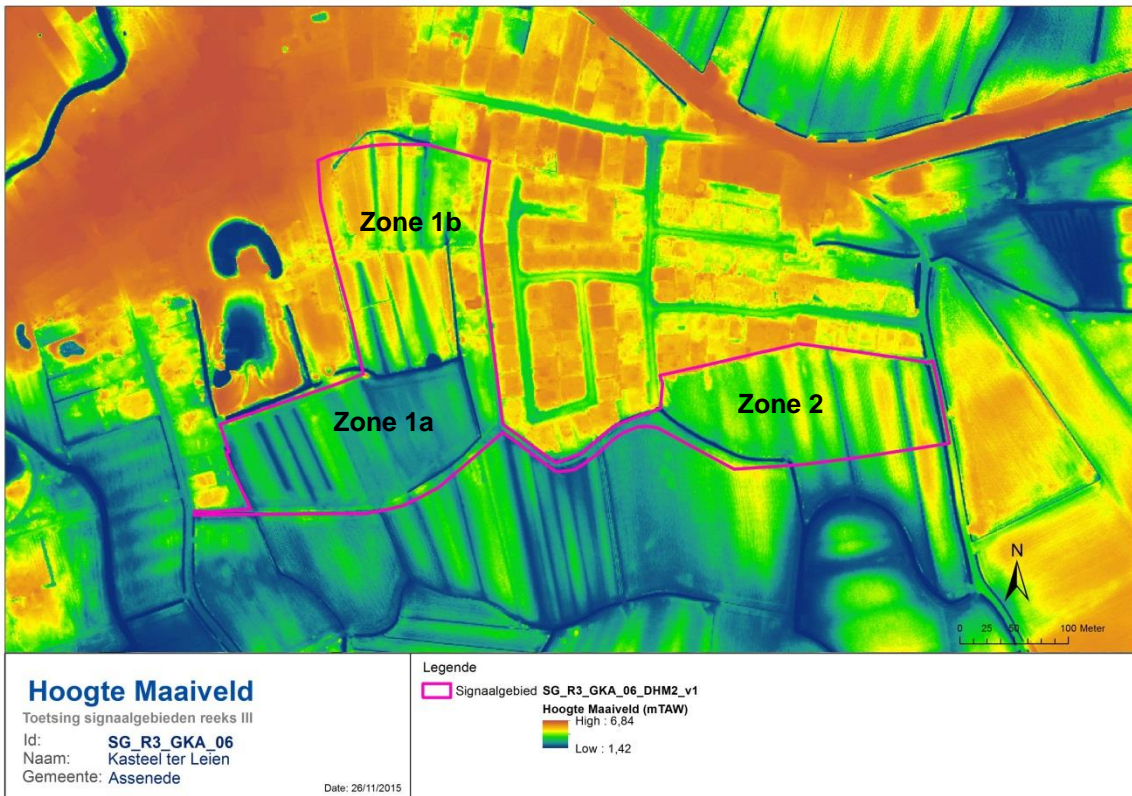 Zone 1b
Zone 1a
Zone 2
N
0 25 50 100 Meter
Hoogte Maaiveld
Toetsing signaalgebieden reeks III
Id: SG_R3_GKA_06
Naam: Kasteel ter Leien
Gemeente: Assenede
Date: 26/11/2015
Legende
Signaalgebied SG_R3_GKA_06_DHM2_v1
Hoogte Maaiveld (mTAW)
High : 6,84
Low : 1,42